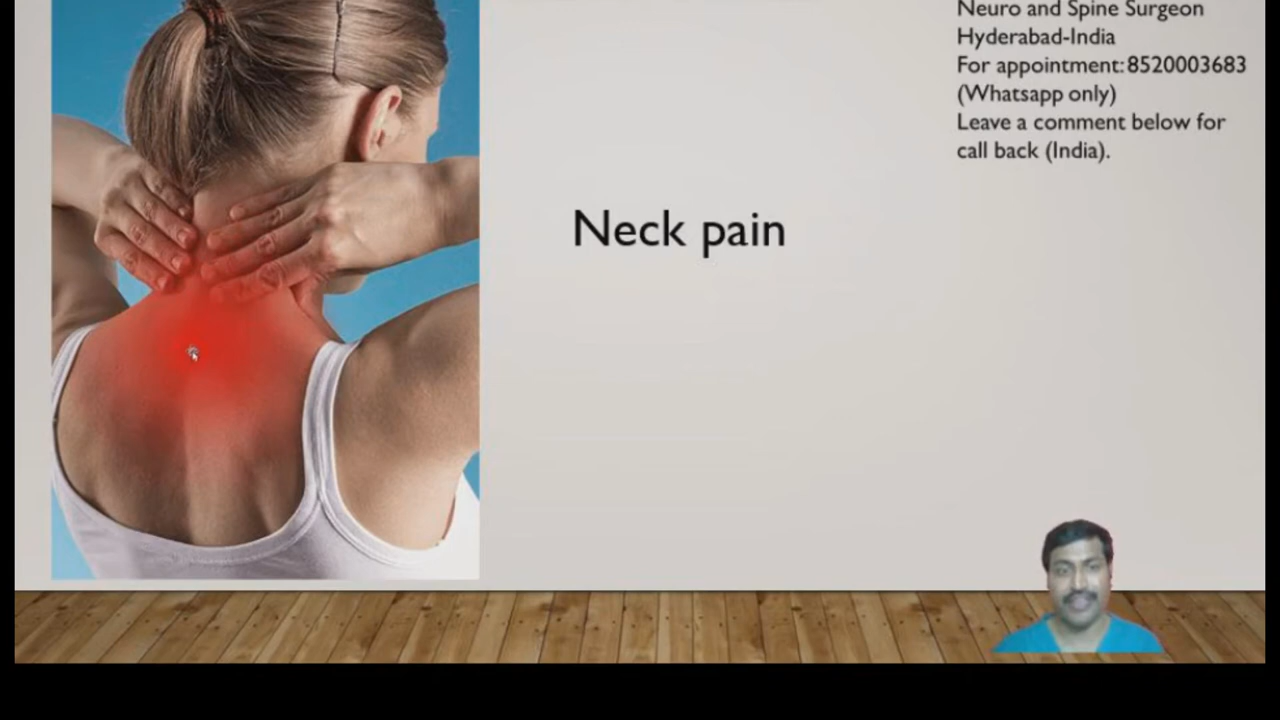 Neuro and Spine Surgeon
Hyderabad-India
For appointment: 8520003683
(Whatsapp only)
Leave a comment below for
call back (India).
Neck pain